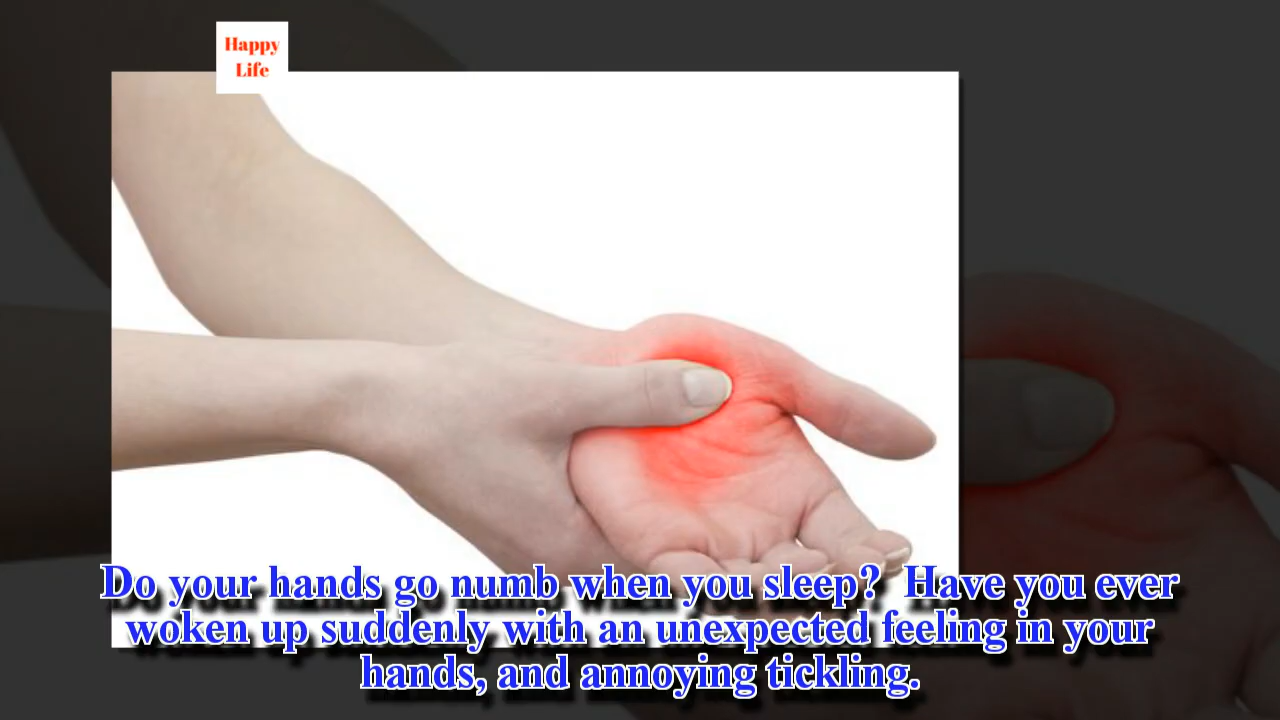 Happy
Life
Do your hands go numb when you sleep? Have you ever
woken up suddenly with an unexpected feeling in your
hands, and annoying tickling.